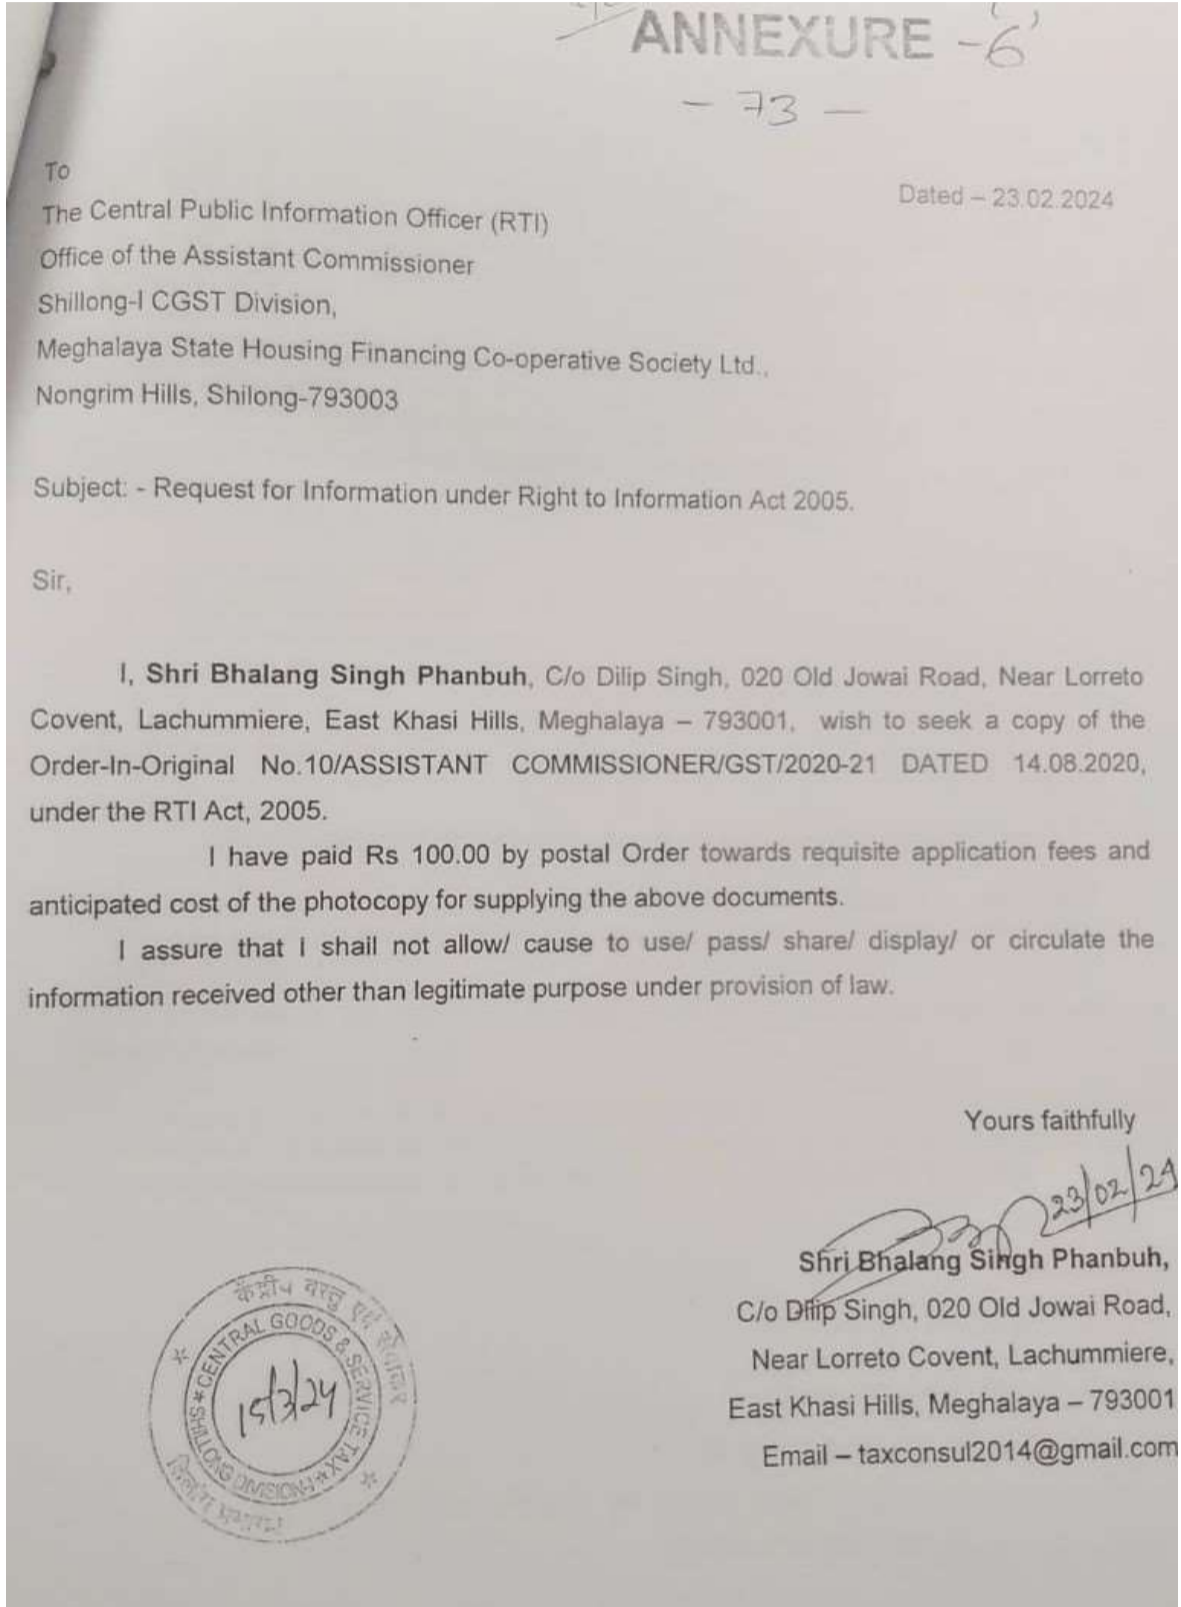 ANNEXURE -6'
- 73 -
To
Dated – 23.02.2024
The Central Public Information Officer (RTI)
Office of the Assistant Commissioner
Shillong-I CGST Division,
Meghalaya State Housing Financing Co-operative Society Ltd.,
Nongrim Hills, Shilong-793003
Subject: - Request for Information under Right to Information Act 2005.
Sir,
I, Shri Bhalang Singh Phanbuh, C/o Dilip Singh, 020 Old Jowai Road, Near Lorreto
Covent, Lachummiere, East Khasi Hills, Meghalaya – 793001, wish to seek a copy of the
Order-In-Original No.10/ASSISTANT COMMISSIONER/GST/2020-21 DATED 14.08.2020,
under the RTI Act, 2005.
I have paid Rs 100.00 by postal Order towards requisite application fees and
anticipated cost of the photocopy for supplying the above documents.
I assure that I shall not allow/ cause to use/ pass/ share/ display/ or circulate the
information received other than legitimate purpose under provision of law.
Yours faithfully
23/02/24
Shri Bhalang Singh Phanbuh,
C/o Dilip Singh, 020 Old Jowai Road,
Near Lorreto Covent, Lachummiere,
East Khasi Hills, Meghalaya – 793001
Email – taxconsul2014@gmail.com
केंद्रीय वस्तु एवं सेवाकर
CENTRAL GOODS & SERVICE TAX
SHILLONG DIVISION-I
15/3/24